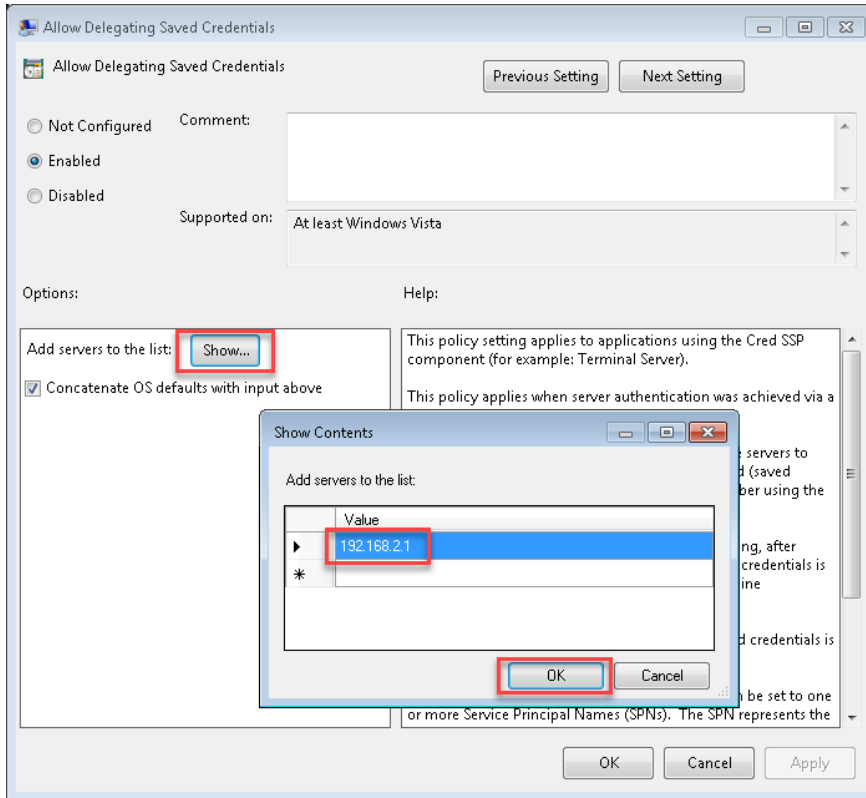 Allow Delegating Saved Credentials
Allow Delegating Saved Credentials
Previous Setting
Next Setting
Not Configured
Comment:
Enabled
Disabled
Supported on:
At least Windows Vista
Options:
Help:
Add servers to the list:
Show...
Concatenate OS defaults with input above
This policy setting applies to applications using the Cred SSP
component (for example: Terminal Server).
This policy applies when server authentication was achieved via a
Show Contents
Add servers to the list:
Value
192.168.2.1
OK
Cancel
servers to
(saved
using the
after
credentials is
credentials is
be set to one
or more Service Principal Names (SPNs). The SPN represents the
OK
Cancel
Apply